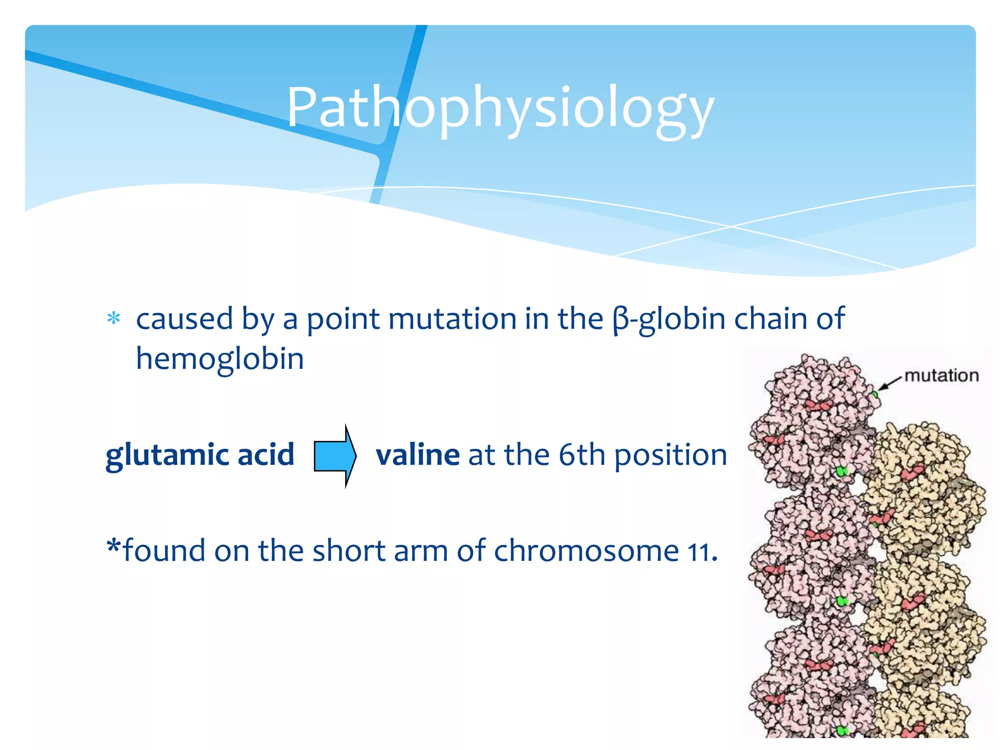 Pathophysiology
* caused by a point mutation in the β-globin chain of
hemoglobin
mutation
glutamic acid valine at the 6th position
*found on the short arm of chromosome 11.